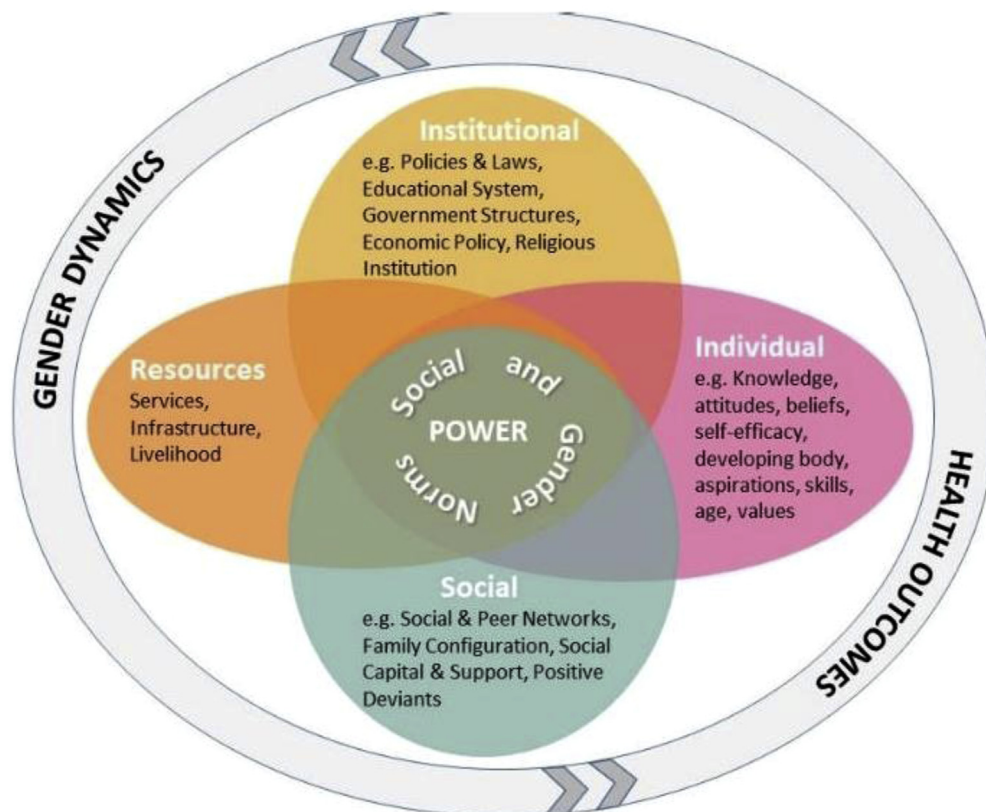 GENDER DYNAMICS
Institutional
e.g. Policies & Laws,
Educational System,
Government Structures,
Economic Policy, Religious
Institution
Resources
Services,
Infrastructure,
Livelihood
Social and Gender Norms
POWER
Individual
e.g. Knowledge,
attitudes, beliefs,
self-efficacy,
developing body,
aspirations, skills,
age, values
Social
e.g. Social & Peer Networks,
Family Configuration, Social
Capital & Support, Positive
Deviants
HEALTH OUTCOMES